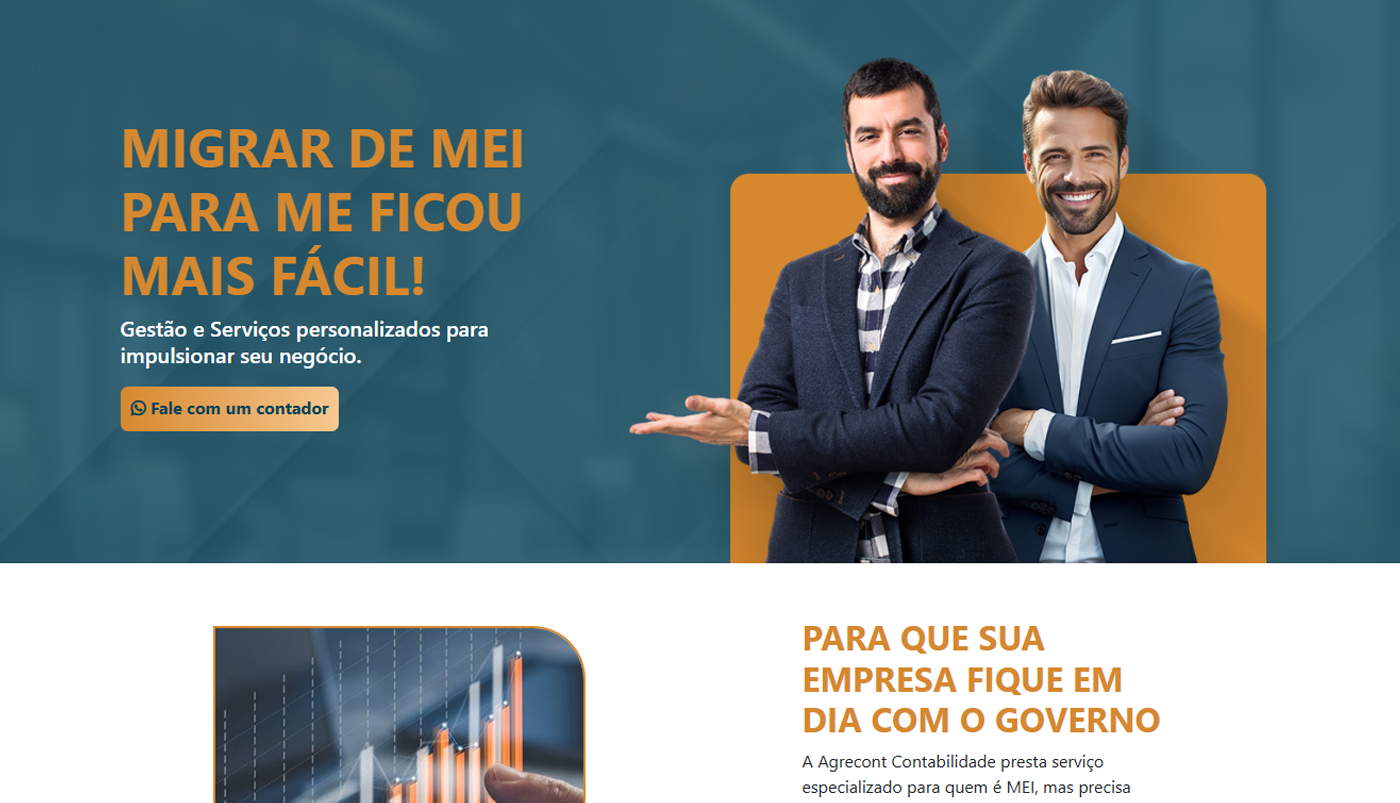 MIGRAR DE MEI
PARA ME FICOU
MAIS FÁCIL!
Gestão e Serviços personalizados para
impulsionar seu negócio.
Fale com um contador
PARA QUE SUA
EMPRESA FIQUE EM
DIA COM O GOVERNO
A Agrecont Contabilidade presta serviço
especializado para quem é MEI, mas precisa